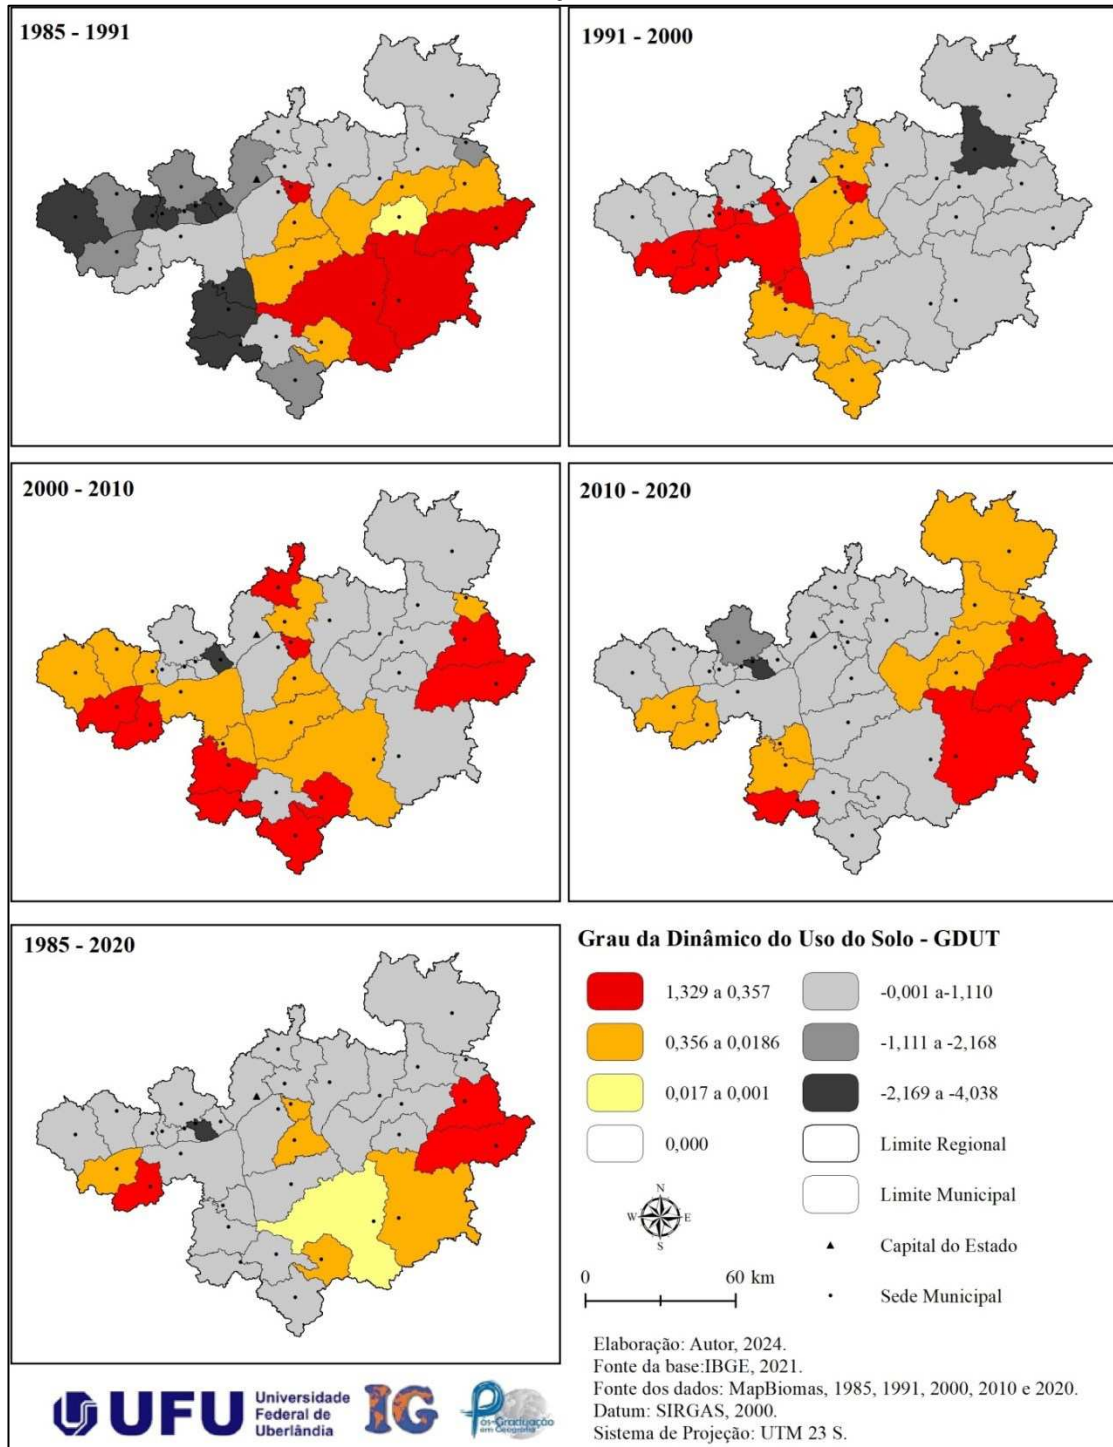 1985 - 1991
1991 - 2000
2000 - 2010
2010 - 2020
1985 - 2020
Grau da Dinâmico do Uso do Solo - GDUT
1,329 a 0,357
0,356 a 0,0186
0,017 a 0,001
0,000
-0,001 a-1,110
-1,111 a -2,168
-2,169 a -4,038
Limite Regional
Limite Municipal
Capital do Estado
Sede Municipal
N
W E
S
0 60 km
Elaboração: Autor, 2024.
Fonte da base:IBGE, 2021.
Fonte dos dados: MapBiomas, 1985, 1991, 2000, 2010 e 2020.
Datum: SIRGAS, 2000.
Sistema de Projeção: UTM 23 S.
UFU
Universidade
Federal de
Uberlândia
IG
Pós-Graduação
em Geografia